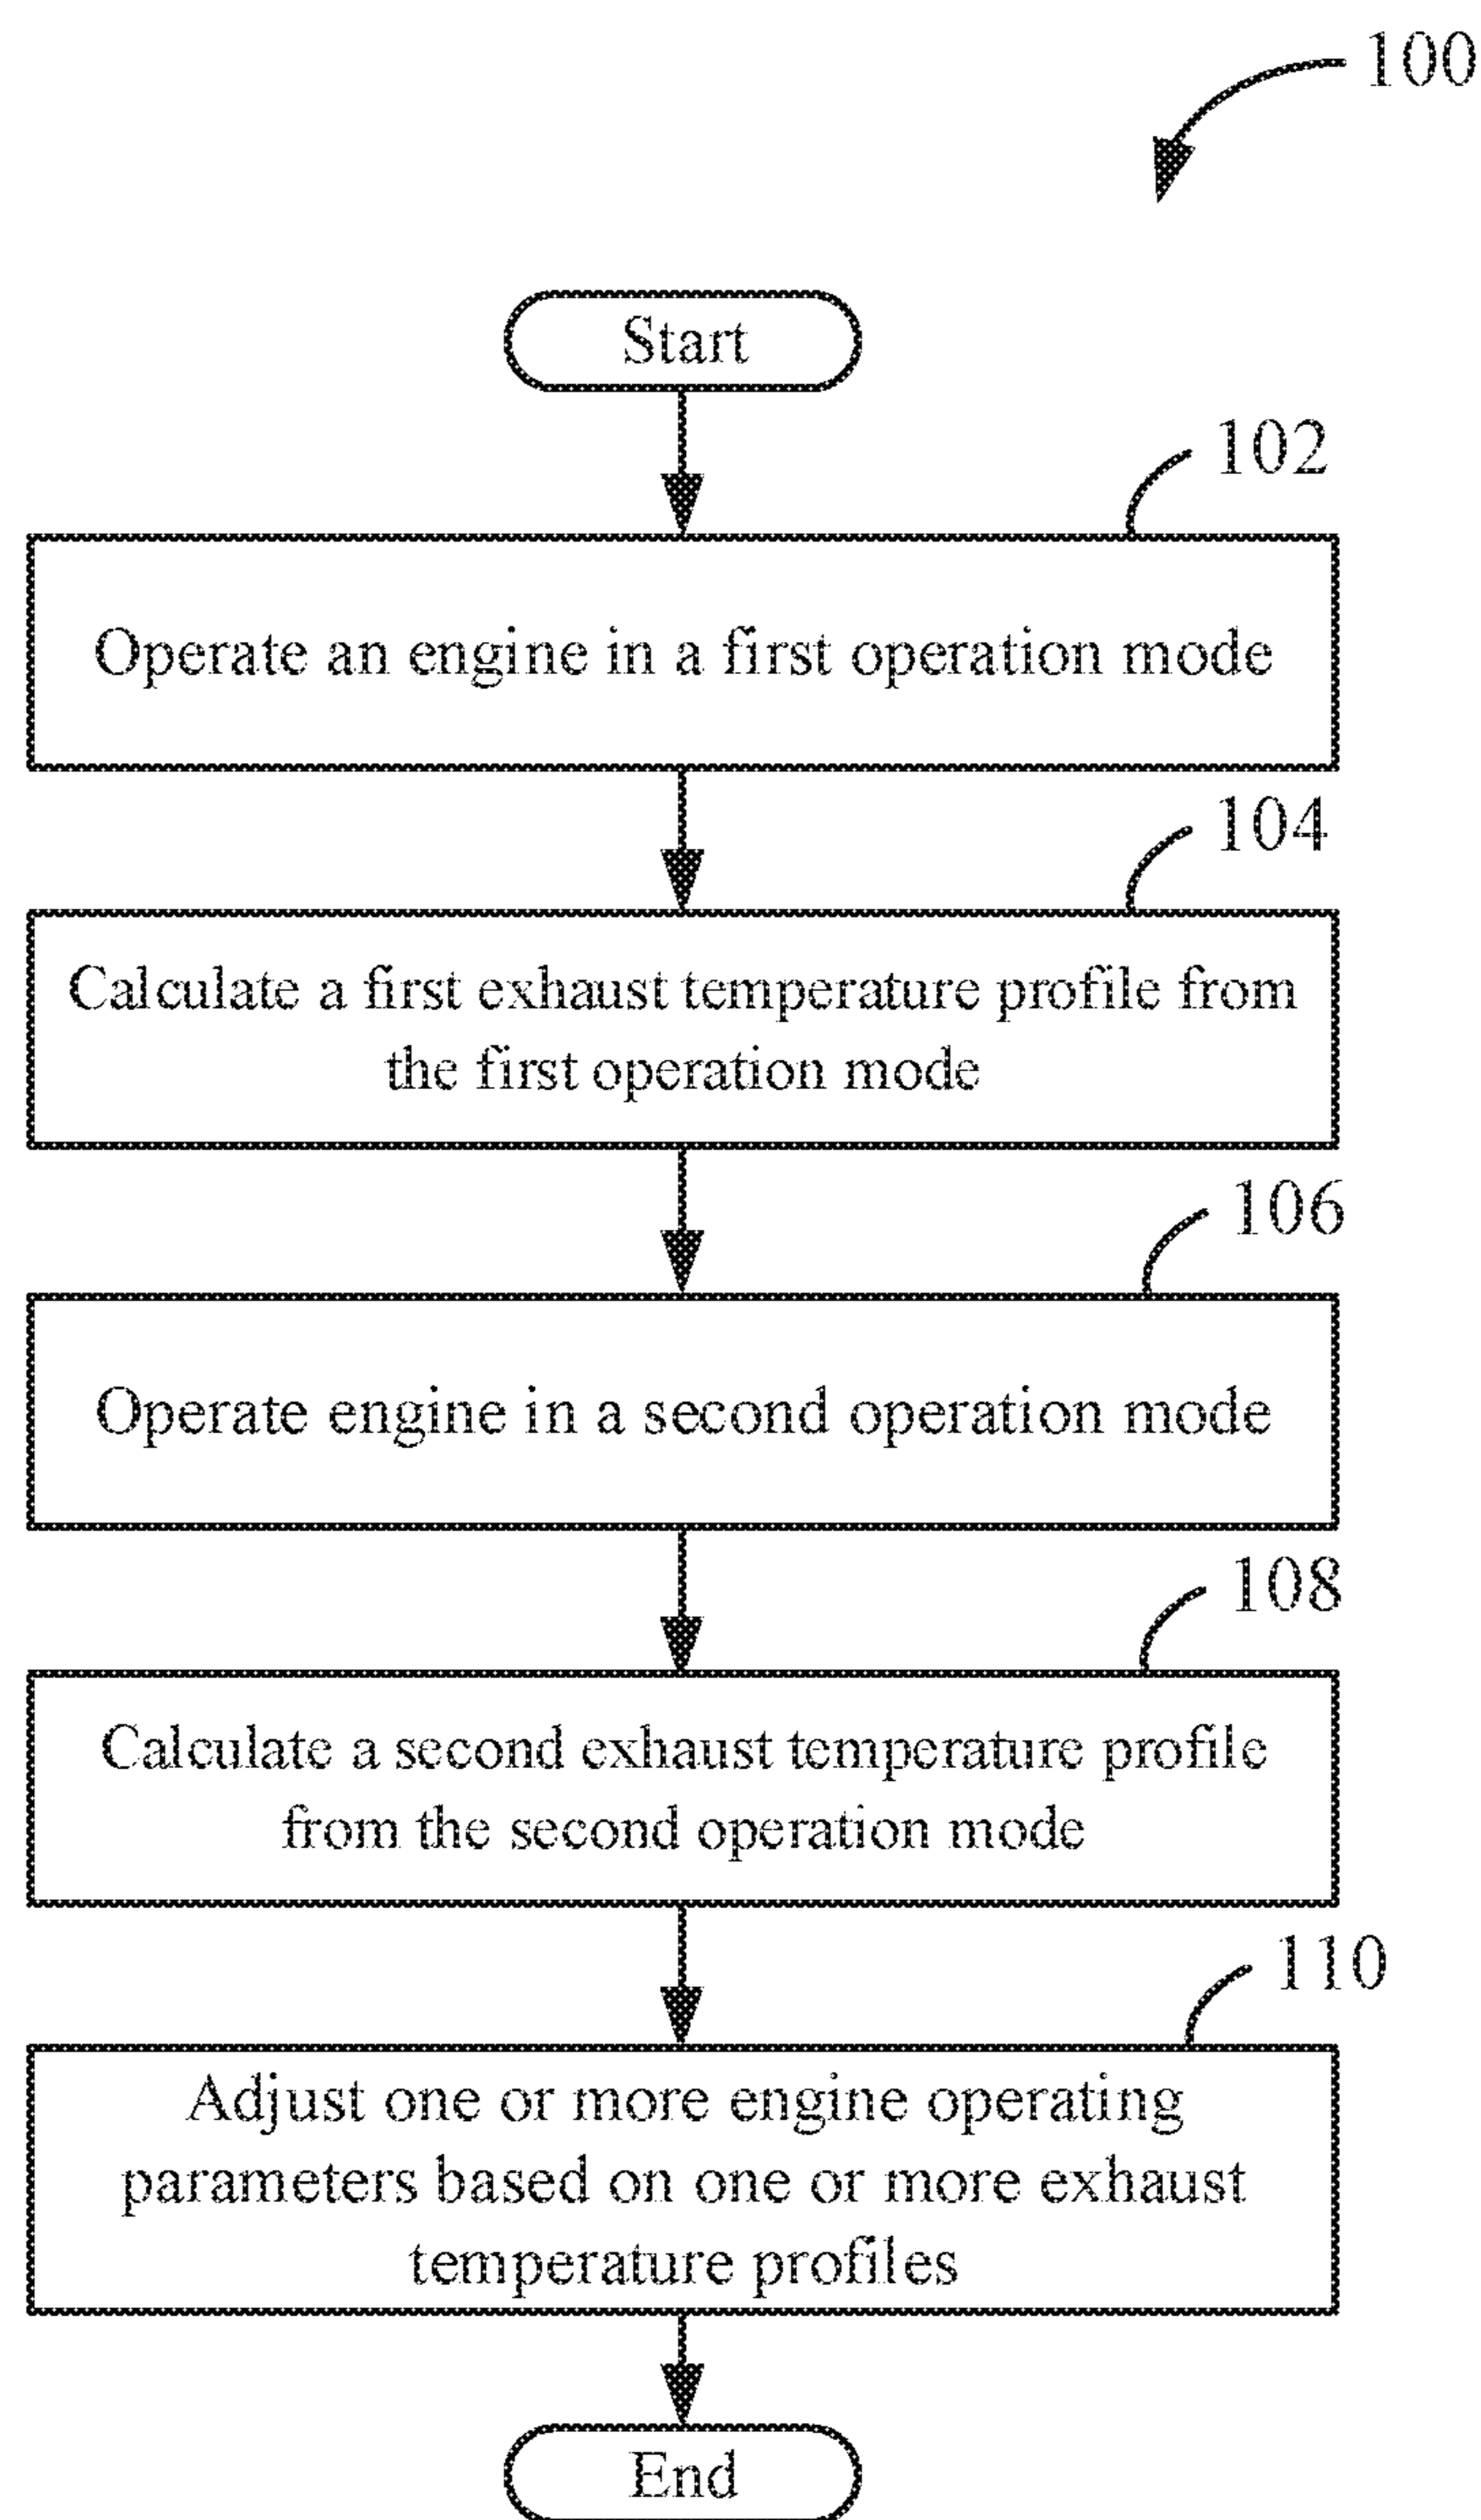 100
Start
102
Operate an engine in a first operation mode
104
Calculate a first exhaust temperature profile from
the first operation mode
106
Operate engine in a second operation mode
108
Calculate a second exhaust temperature profile
from the second operation mode
110
Adjust one or more engine operating
parameters based on one or more exhaust
temperature profiles
End